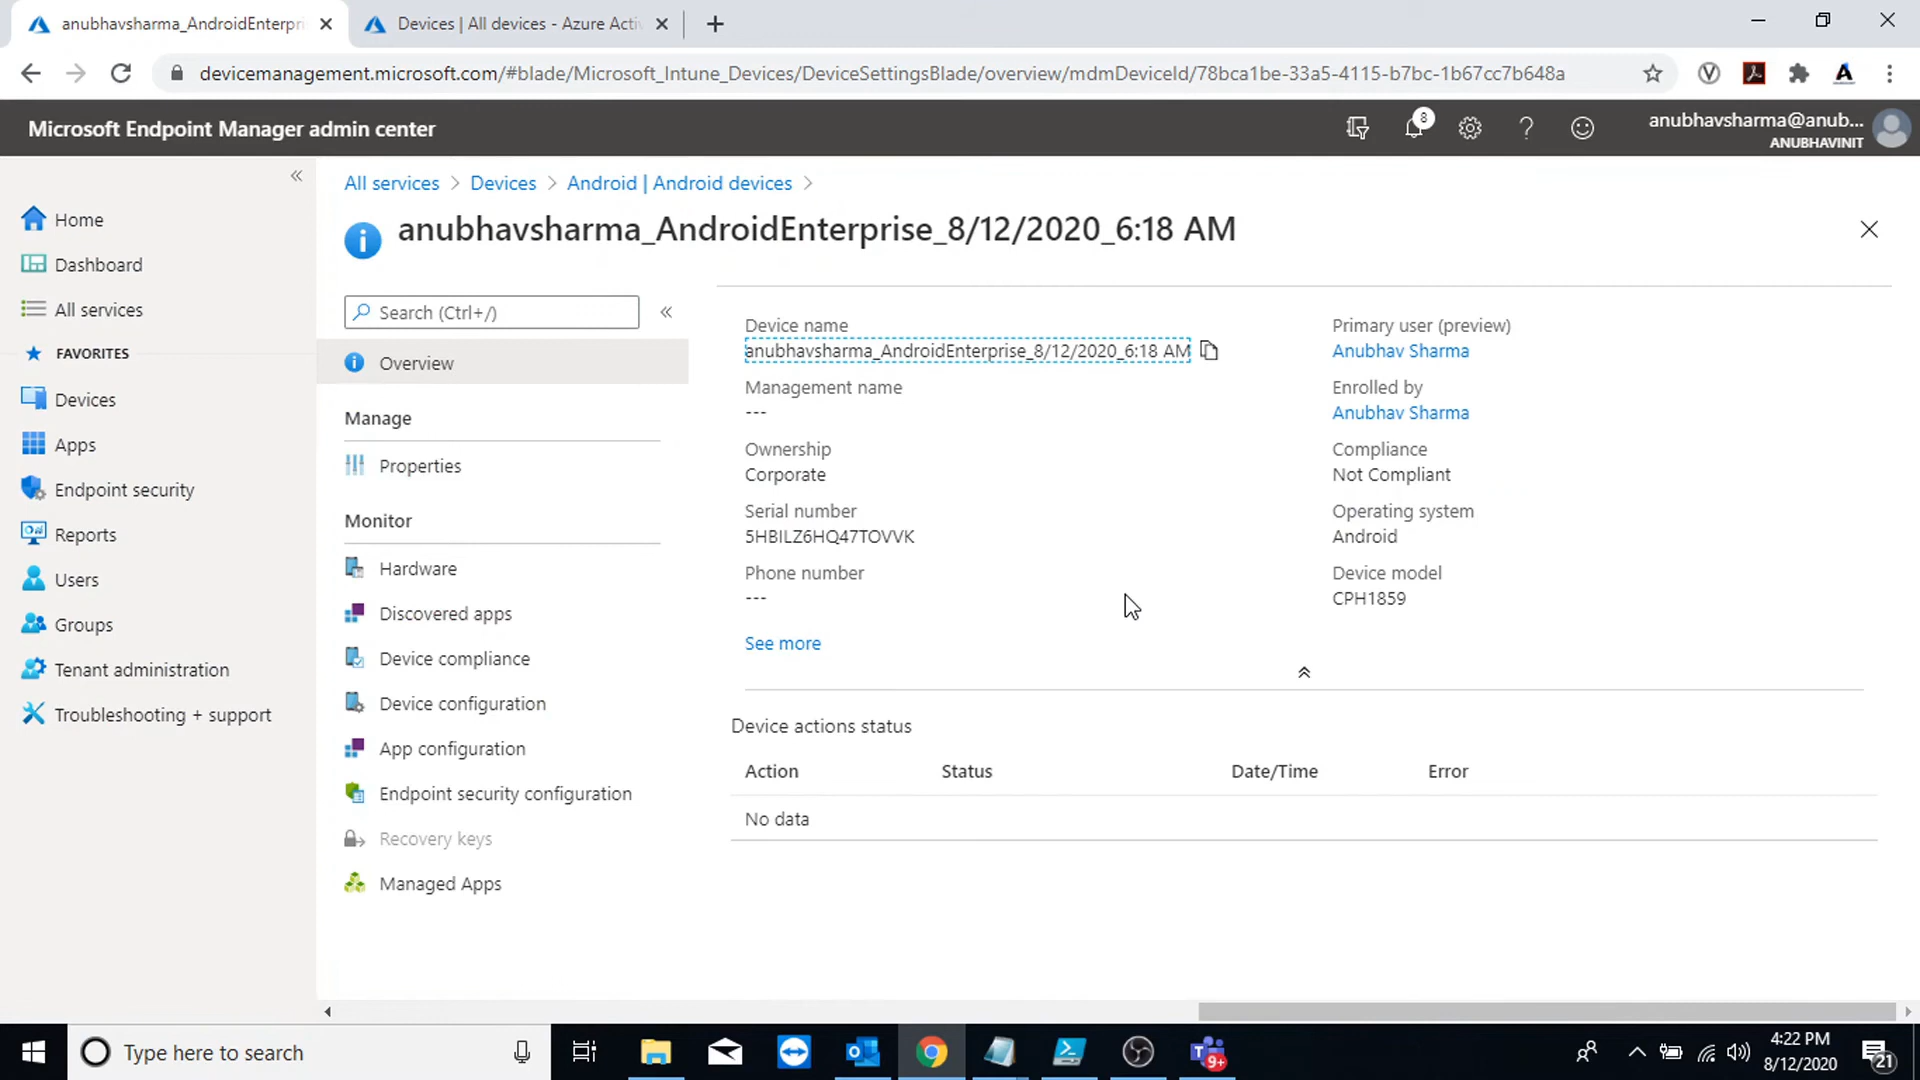 anubhavsharma_AndroidEnterpri
Devices | All devices - Azure Activ
devicemanagement.microsoft.com/#blade/Microsoft_Intune_Devices/DeviceSettingsBlade/overview/mdmDeviceId/78bca1be-33a5-4115-b7bc-1b67cc7b648a
Microsoft Endpoint Manager admin center
8
anubhavsharma@anub...
ANUBHAVINIT
All services > Devices > Android | Android devices >
anubhavsharma_AndroidEnterprise_8/12/2020_6:18 AM
Home
Dashboard
All services
FAVORITES
Devices
Apps
Endpoint security
Reports
Users
Groups
Tenant administration
Troubleshooting + support
Search (Ctrl+/)
Overview
Manage
Properties
Monitor
Hardware
Discovered apps
Device compliance
Device configuration
App configuration
Endpoint security configuration
Recovery keys
Managed Apps
Device name
anubhavsharma_AndroidEnterprise_8/12/2020_6:18 AM
Management name
---
Ownership
Corporate
Serial number
5HBILZ6HQ47TOVVK
Phone number
---
See more
Primary user (preview)
Anubhav Sharma
Enrolled by
Anubhav Sharma
Compliance
Not Compliant
Operating system
Android
Device model
CPH1859
Device actions status
Action Status Date/Time Error
No data
Type here to search
9+
4:22 PM
8/12/2020
21